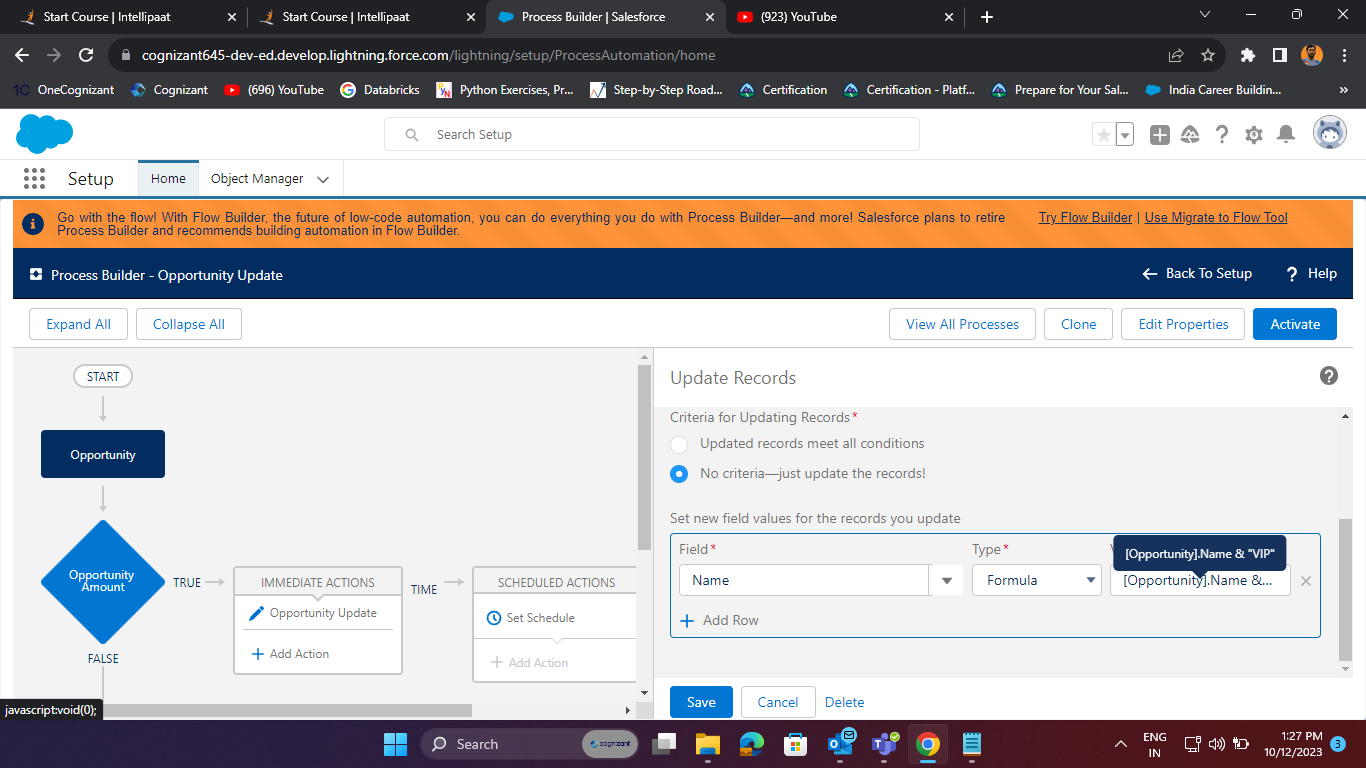 Start Course | Intellipaat
Start Course | Intellipaat
Process Builder | Salesforce
(923) YouTube
cognizant645-dev-ed.develop.lightning.force.com/lightning/setup/ProcessAutomation/home
1C OneCognizant
Cognizant
(696) YouTube
Databricks
Python Exercises, Pr...
Step-by-Step Road...
Certification
Certification - Platf...
Prepare for Your Sal...
India Career Buildin...
»
Search Setup
Setup
Home
Object Manager
Go with the flow! With Flow Builder, the future of low-code automation, you can do everything you do with Process Builder—and more! Salesforce plans to retire
Process Builder and recommends building automation in Flow Builder.
Try Flow Builder | Use Migrate to Flow Tool
Process Builder - Opportunity Update
Back To Setup
? Help
Expand All
Collapse All
View All Processes
Clone
Edit Properties
Activate
START
Opportunity
Opportunity
Amount
TRUE
FALSE
IMMEDIATE ACTIONS
Opportunity Update
+ Add Action
TIME
SCHEDULED ACTIONS
Set Schedule
+ Add Action
Update Records
Criteria for Updating Records*
Updated records meet all conditions
No criteria—just update the records!
Set new field values for the records you update
Field*
Type*
[Opportunity].Name & "VIP"
Name
Formula
[Opportunity].Name &...
+ Add Row
Save
Cancel
Delete
javascript:void(0);
Search
cognizant
ENG
IN
1:27 PM
10/12/2023
3